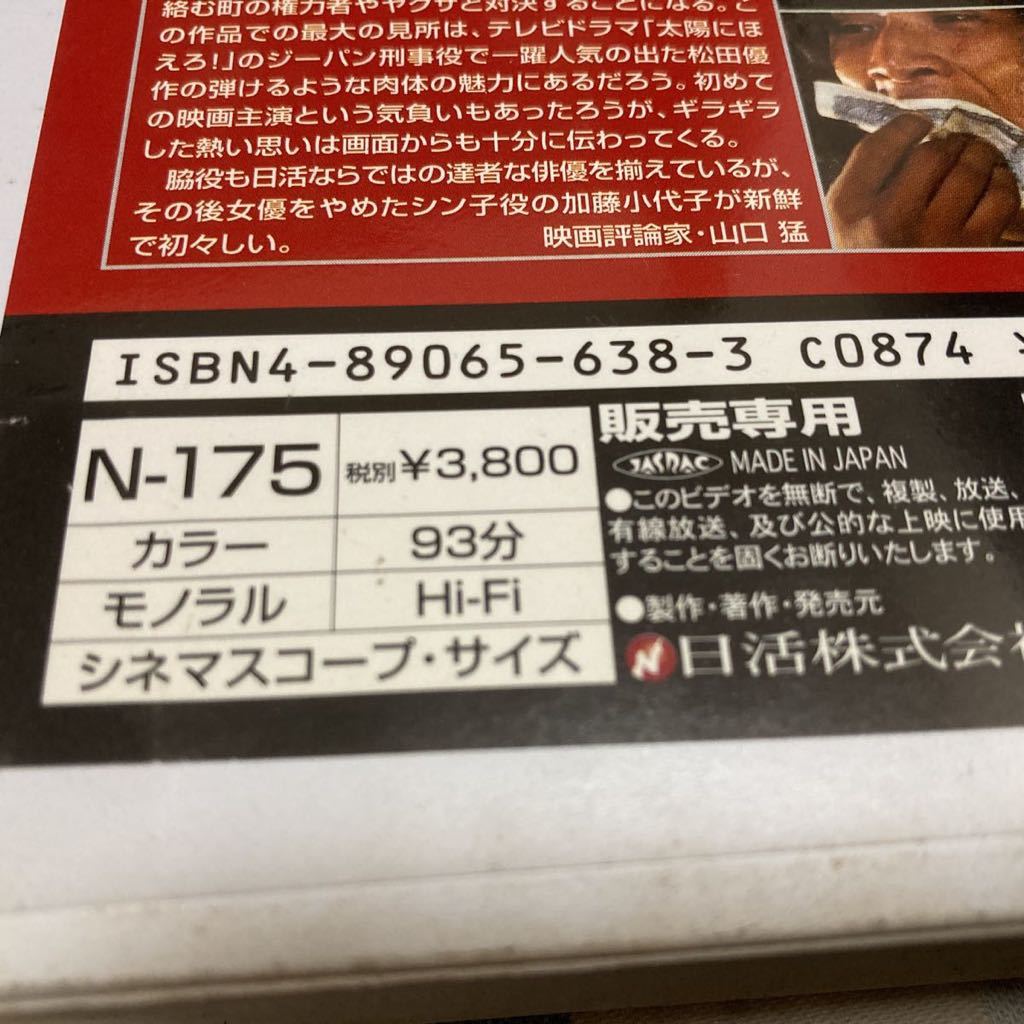 絡む町の権力者やヤクザと対決することになる。こ
の作品での最大の見所は、テレビドラマ「太陽にほ
えろ!」のジーパン刑事役で一躍人気の出た松田優
作の弾けるような肉体の魅力にあるだろう。初めて
の映画主演という気負いもあったろうが、ギラギラ
した熱い思いは画面からも十分に伝わってくる。
脇役も日活ならではの達者な俳優を揃えているが、
その後女優をやめたシン子役の加藤小代子が新鮮
で初々しい。 映画評論家・山口 猛
ISBN4-89065-638-3 C0874
N-175 税別¥3,800
カラー 93分
モノラル Hi-Fi
シネマスコープ・サイズ
販売専用
JASRAC MADE IN JAPAN
●このビデオを無断で、複製、放送、
有線放送、及び公的な上映に使用
することを固くお断りいたします。
●製作・著作・発売元
N 日活株式会